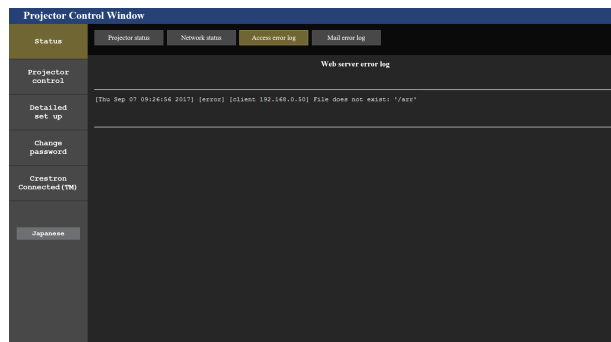 Projector Control Window
Status
Projector status
Network status
Access error log
Mail error log
Web server error log
[Thu Sep 07 09:26:56 2017] [error] [client 192.168.0.50] File does not exist: '/arr'
Projector
control
Detailed
set up
Change
password
Crestron
Connected(TM)
Japanese